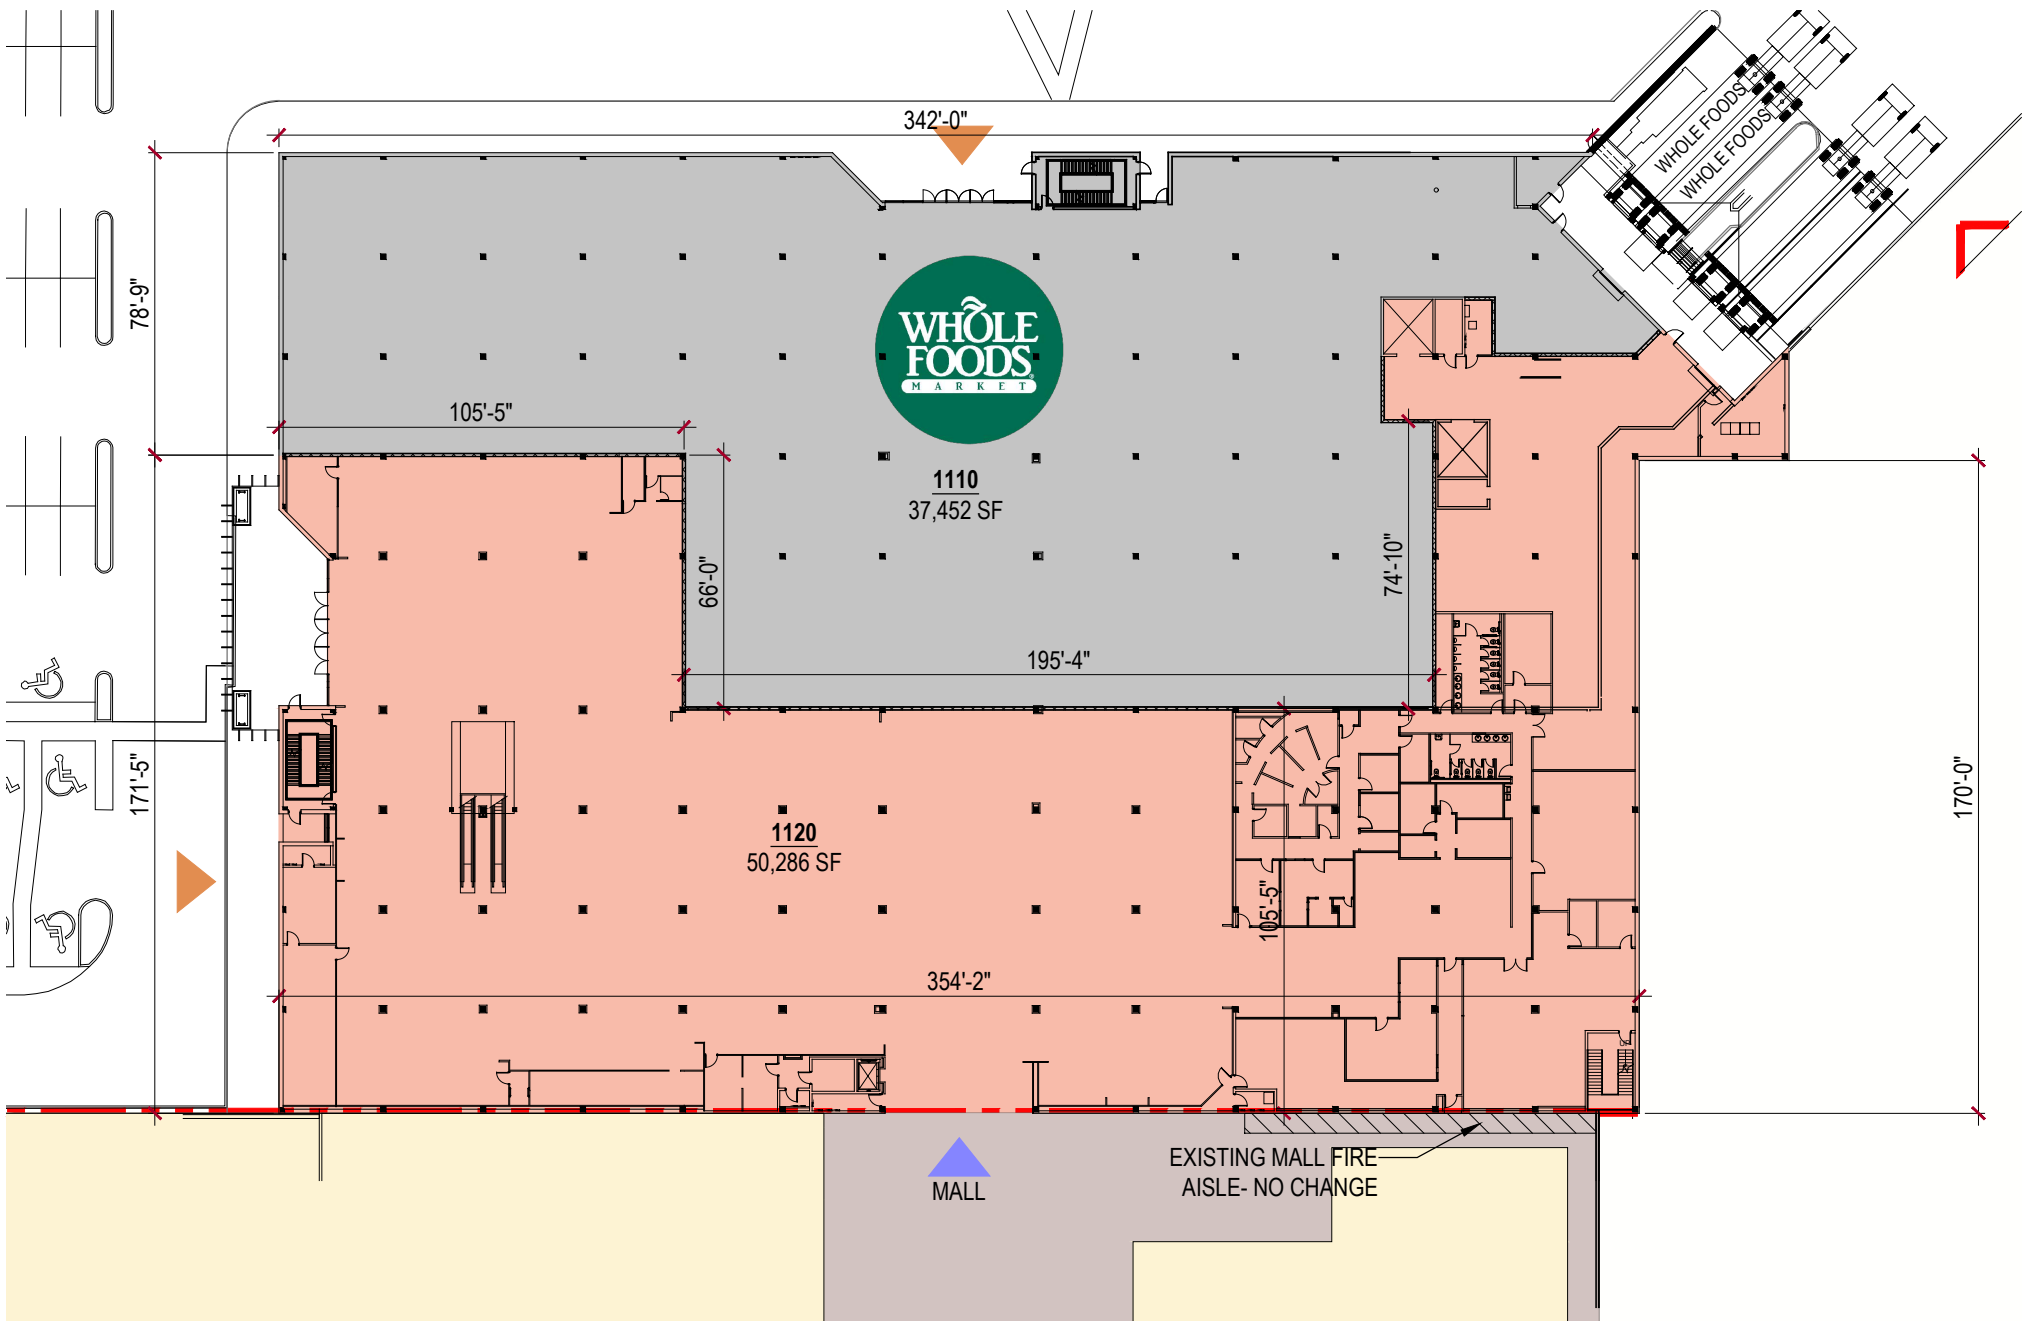 342'-0"
WHOLE FOODS
WHOLE FOODS
78'-9"
WHOLE
FOODS
MARKET
105'-5"
1110
37,452 SF
66'-0"
74'-10"
195'-4"
171'-5"
1120
50,286 SF
105'-5"
170'-0"
354'-2"
EXISTING MALL FIRE
AISLE- NO CHANGE
MALL